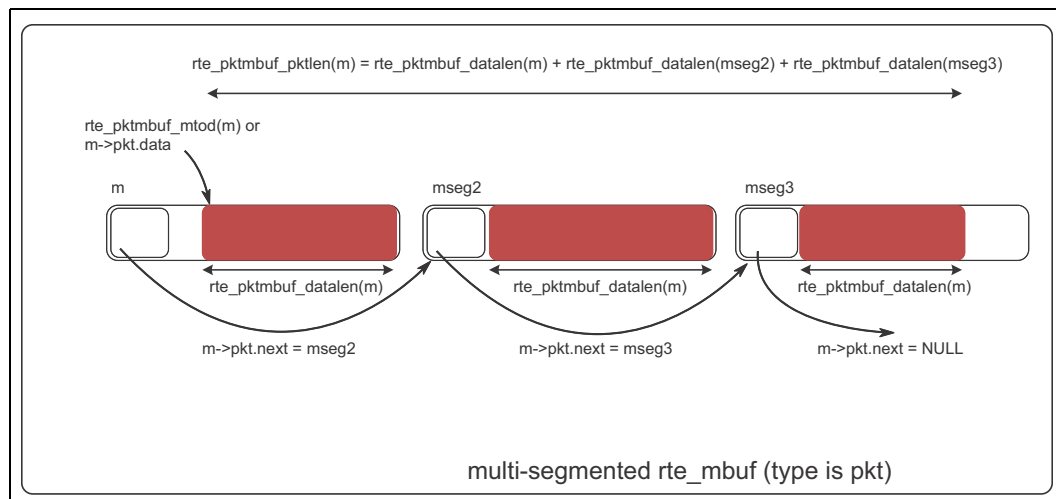 rte_pktmbuf_pktlen(m) = rte_pktmbuf_datalen(m) + rte_pktmbuf_datalen(mseg2) + rte_pktmbuf_datalen(mseg3)
rte_pktmbuf_mtod(m) or
m->pkt.data
m
mseg2
mseg3
rte_pktmbuf_datalen(m)
rte_pktmbuf_datalen(m)
rte_pktmbuf_datalen(m)
m->pkt.next = mseg2
m->pkt.next = mseg3
m->pkt.next = NULL
multi-segmented rte_mbuf (type is pkt)